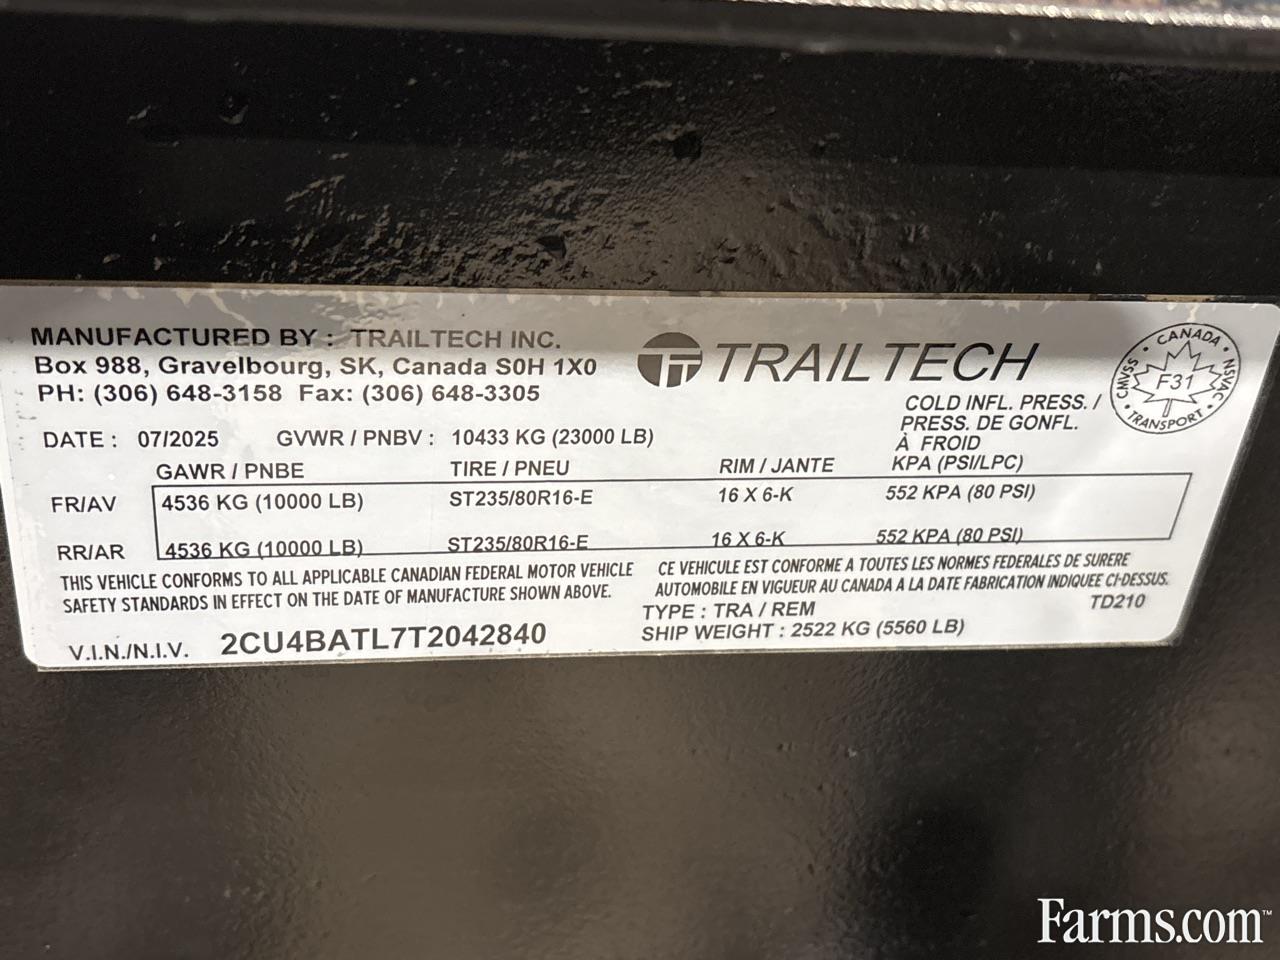 MANUFACTURED BY : TRAILTECH INC.
Box 988, Gravelbourg, SK, Canada S0H 1X0
PH: (306) 648-3158 Fax: (306) 648-3305
TRAILTECH
CANADA
CMVSS NSVAC
F31
TRANSPORT
COLD INFL. PRESS. /
PRESS. DE GONFL.
À FROID
KPA (PSI/LPC)
DATE : 07/2025 GVWR / PNBV : 10433 KG (23000 LB)
GAWR / PNBE TIRE / PNEU RIM / JANTE
FR/AV 4536 KG (10000 LB) ST235/80R16-E 16 X 6-K 552 KPA (80 PSI)
RR/AR 4536 KG (10000 LB) ST235/80R16-E 16 X 6-K 552 KPA (80 PSI)
THIS VEHICLE CONFORMS TO ALL APPLICABLE CANADIAN FEDERAL MOTOR VEHICLE
SAFETY STANDARDS IN EFFECT ON THE DATE OF MANUFACTURE SHOWN ABOVE.
CE VEHICULE EST CONFORME A TOUTES LES NORMES FEDERALES DE SURERE
AUTOMOBILE EN VIGUEUR AU CANADA A LA DATE FABRICATION INDIQUEE CI-DESSUS.
TYPE : TRA / REM TD210
SHIP WEIGHT : 2522 KG (5560 LB)
V.I.N./N.I.V. 2CU4BATL7T2042840
Farms.com™